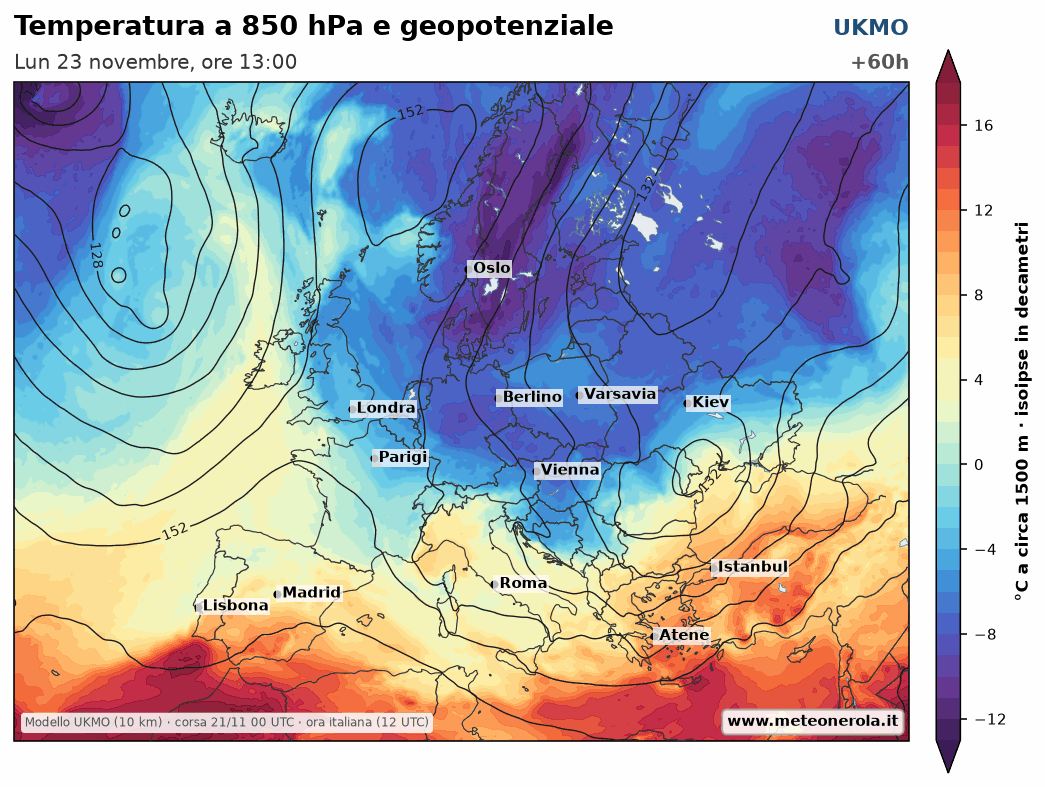 Temperatura a 850 hPa e geopotenziale
UKMO
Lun 23 novembre, ore 13:00
+60h
152
132
128
Oslo
Londra
Berlino
Varsavia
Kiev
Parigi
Vienna
132
152
Istanbul
Roma
Madrid
Lisbona
Atene
Modello UKMO (10 km) · corsa 21/11 00 UTC · ora italiana (12 UTC)
www.meteonerola.it
16
12
8
4
0
−4
−8
−12
°C a circa 1500 m · isoipse in decametri